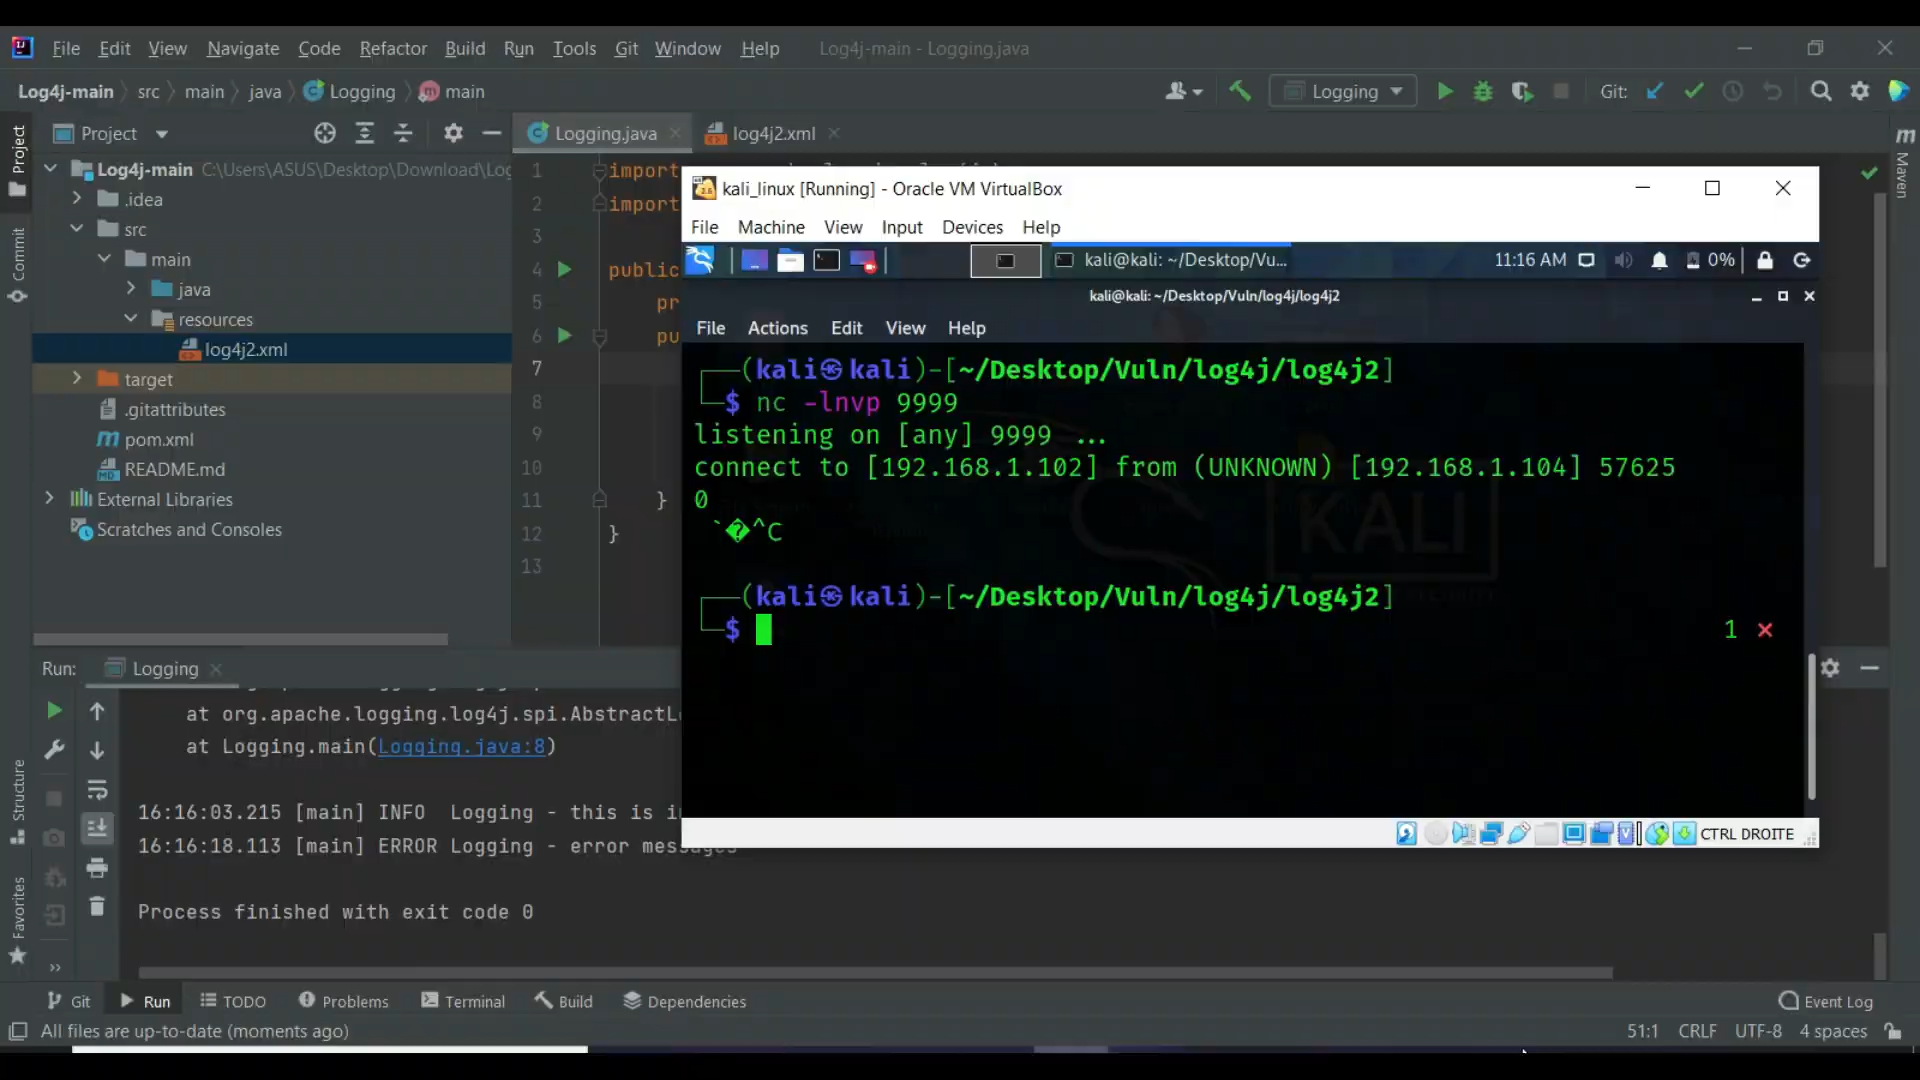 File Edit View Navigate Code Refactor Build Run Tools Git Window Help Log4j-main - Logging.java
Log4j-main src main java Logging main
Logging
Git:
Project
Logging.java
log4j2.xml
Project
Commit
Structure
Favorites
Maven
Log4j-main C:\Users\ASUS\Desktop\Download\Log
.idea
src
main
java
resources
log4j2.xml
target
.gitattributes
pom.xml
README.md
External Libraries
Scratches and Consoles
1 import
2 import
3
4 public
5 pr
6 pu
7
8
9
10
11 }
12 }
13
kali_linux [Running] - Oracle VM VirtualBox
File Machine View Input Devices Help
kali@kali: ~/Desktop/Vu... 11:16 AM 0%
kali@kali: ~/Desktop/Vuln/log4j/log4j2
File Actions Edit View Help
┌──(kali㉿kali)-[~/Desktop/Vuln/log4j/log4j2]
└─$ nc -lnvp 9999
listening on [any] 9999 ...
connect to [192.168.1.102] from (UNKNOWN) [192.168.1.104] 57625
0
`�^C
┌──(kali㉿kali)-[~/Desktop/Vuln/log4j/log4j2]
└─$ 1 ×
KALI
CTRL DROITE
Run: Logging
at org.apache.logging.log4j.spi.AbstractL
at Logging.main(Logging.java:8)
16:16:03.215 [main] INFO Logging - this is i
16:16:18.113 [main] ERROR Logging - error messages
Process finished with exit code 0
Git Run TODO Problems Terminal Build Dependencies Event Log
All files are up-to-date (moments ago) 51:1 CRLF UTF-8 4 spaces